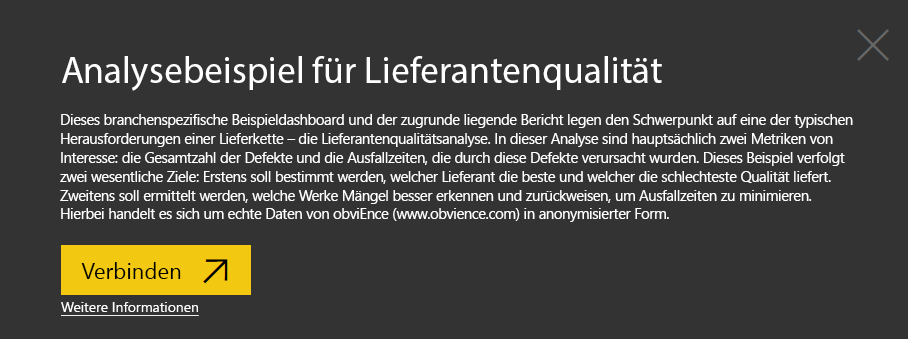 Analysebeispiel für Lieferantenqualität
Dieses branchenspezifische Beispieldashboard und der zugrunde liegende Bericht legen den Schwerpunkt auf eine der typischen
Herausforderungen einer Lieferkette – die Lieferantenqualitätsanalyse. In dieser Analyse sind hauptsächlich zwei Metriken von
Interesse: die Gesamtzahl der Defekte und die Ausfallzeiten, die durch diese Defekte verursacht wurden. Dieses Beispiel verfolgt
zwei wesentliche Ziele: Erstens soll bestimmt werden, welcher Lieferant die beste und welcher die schlechteste Qualität liefert.
Zweitens soll ermittelt werden, welche Werke Mängel besser erkennen und zurückweisen, um Ausfallzeiten zu minimieren.
Hierbei handelt es sich um echte Daten von obviEnce (www.obvience.com) in anonymisierter Form.
Verbinden
Weitere Informationen